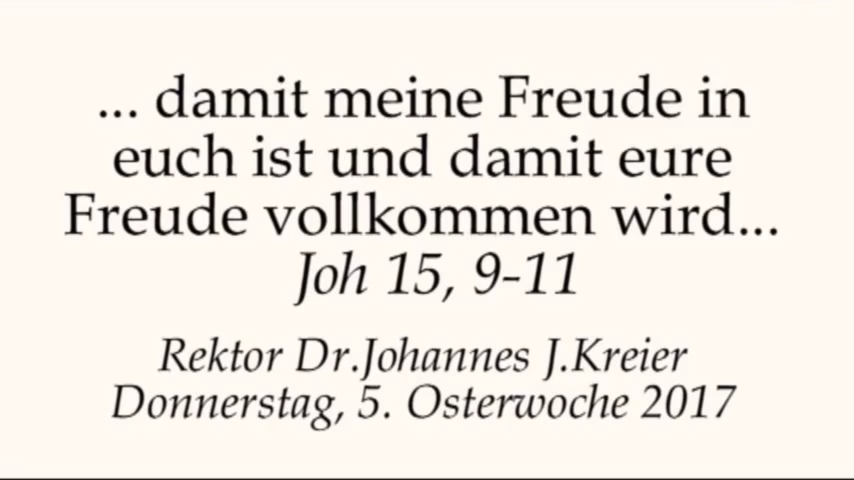 ... damit meine Freude in
euch ist und damit eure
Freude vollkommen wird...
Joh 15, 9-11
Rektor Dr.Johannes J.Kreier
Donnerstag, 5. Osterwoche 2017